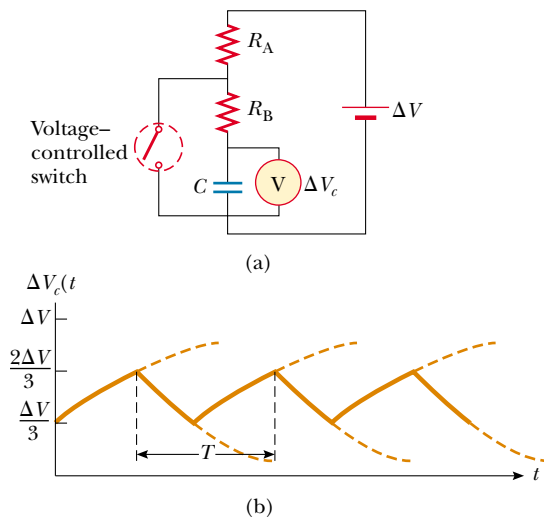 R_A
R_B
ΔV
Voltage–
controlled
switch
C
V
ΔV_c
(a)
ΔV_c(t
ΔV
2ΔV
3
ΔV
3
T
t
(b)